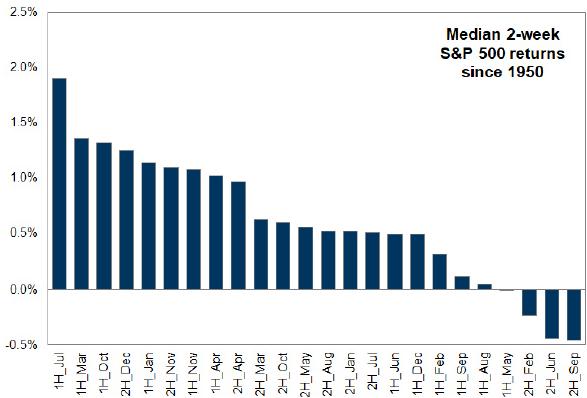 2.5%
2.0%
1.5%
1.0%
0.5%
0.0%
-0.5%
Median 2-week
S&P 500 returns
since 1950
1H_Jul
1H_Mar
1H_Oct
2H_Dec
1H_Jan
2H_Nov
1H_Nov
1H_Apr
2H_Apr
2H_Mar
2H_Oct
2H_May
2H_Aug
2H_Jan
2H_Jul
1H_Jun
1H_Dec
1H_Feb
1H_Sep
1H_Aug
1H_May
2H_Feb
2H_Jun
2H_Sep